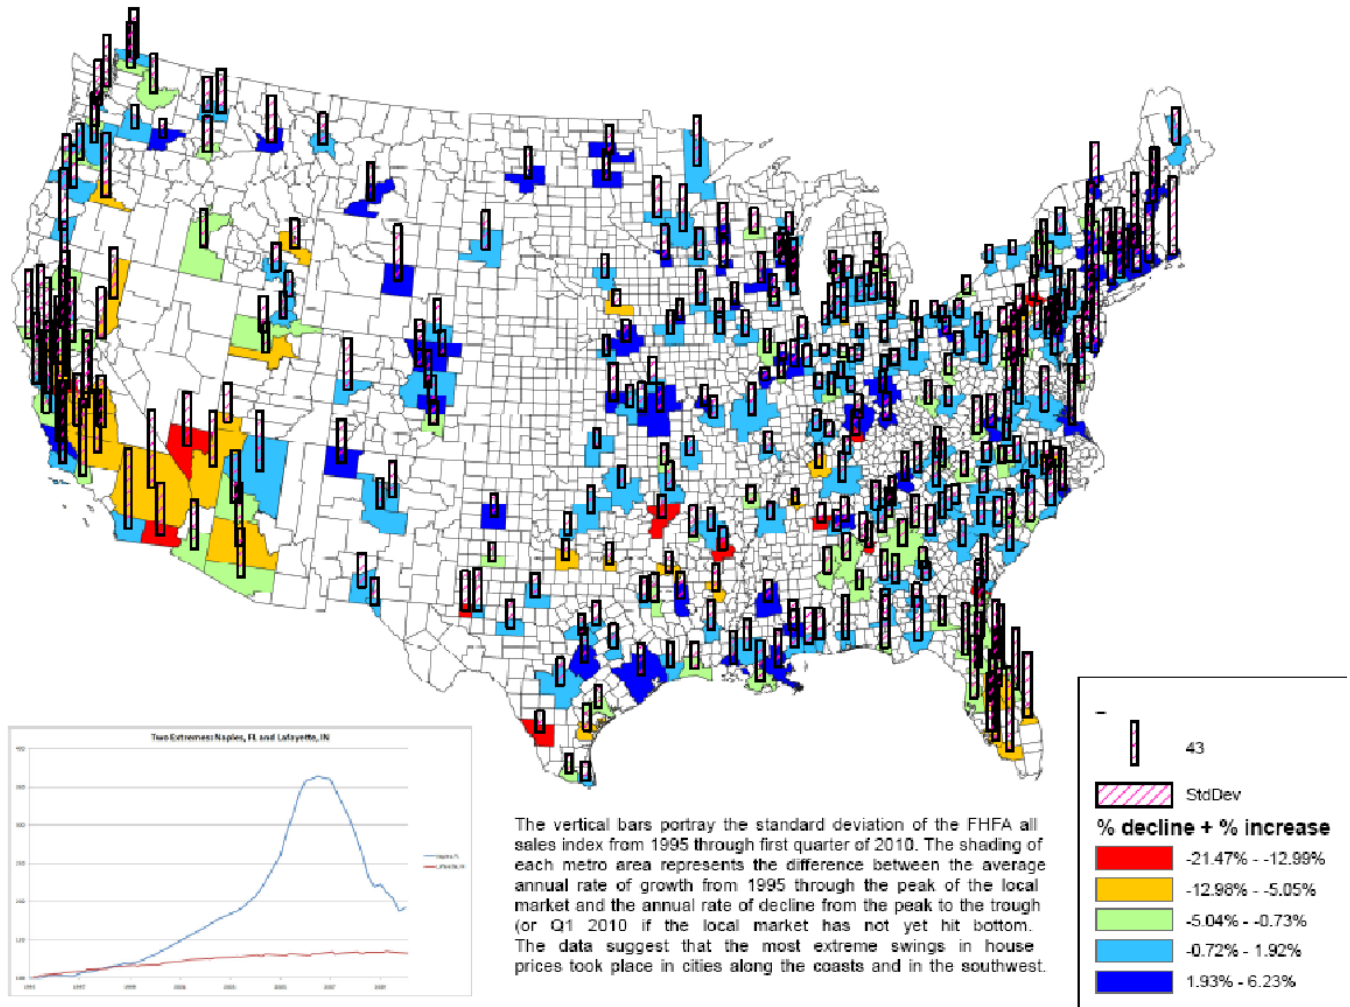 Two Extremes: Naples, FL and Lafayette, IN
The vertical bars portray the standard deviation of the FHFA all
sales index from 1995 through first quarter of 2010. The shading of
each metro area represents the difference between the average
annual rate of growth from 1995 through the peak of the local
market and the annual rate of decline from the peak to the trough
(or Q1 2010 if the local market has not yet hit bottom.
The data suggest that the most extreme swings in house
prices took place in cities along the coasts and in the southwest.
43
StdDev
% decline + % increase
-21.47% - -12.99%
-12.98% - -5.05%
-5.04% - -0.73%
-0.72% - 1.92%
1.93% - 6.23%